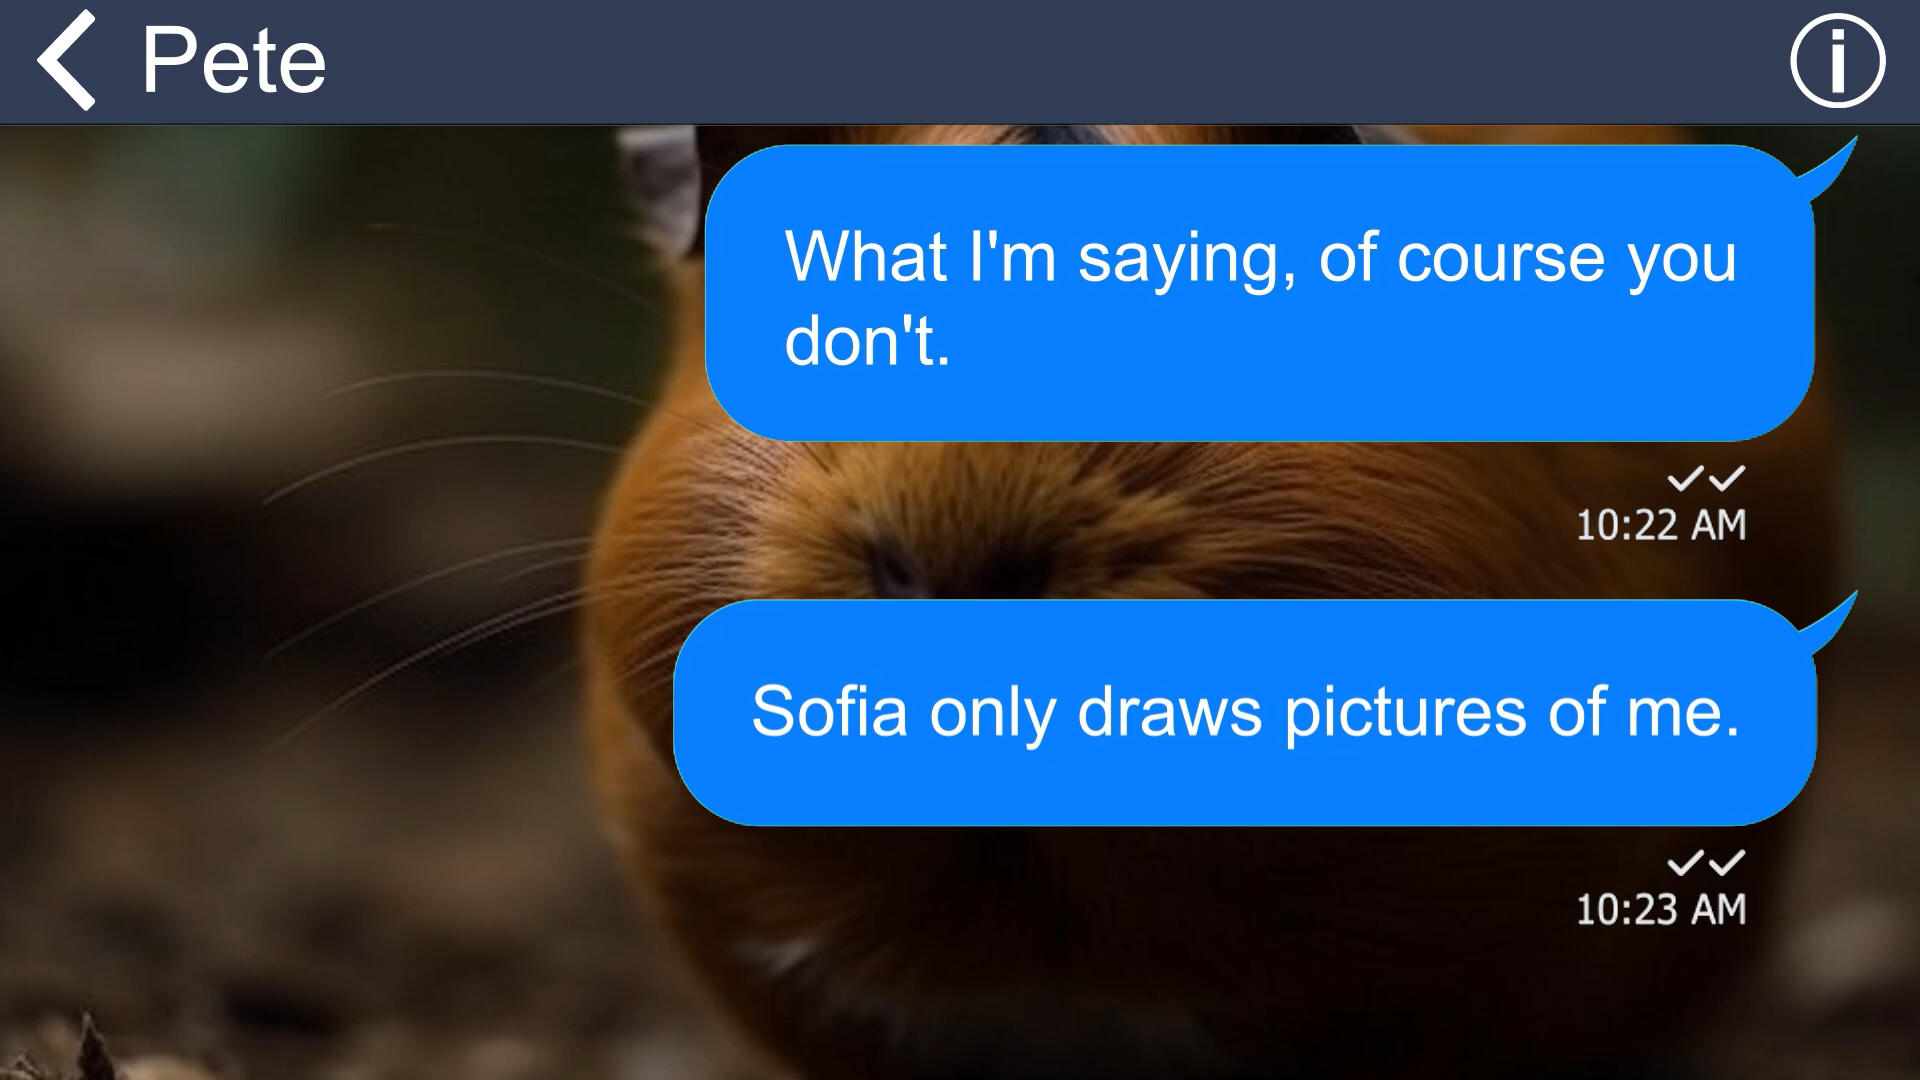 Pete
What I'm saying, of course you
don't.
10:22 AM
Sofia only draws pictures of me.
10:23 AM